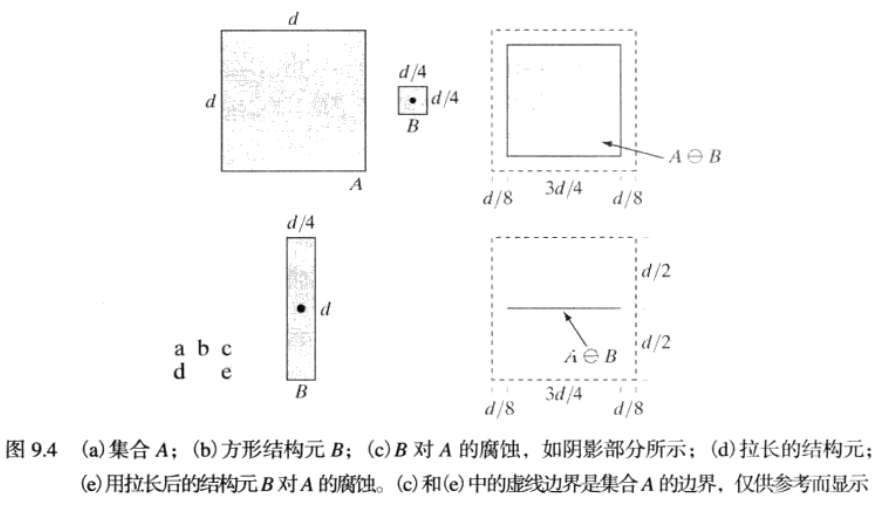 d
d
A
d/4
d/4
B
A ⊖ B
d/8 3d/4 d/8
d/4
d
B
d/2
d/2
A ⊖ B
d/8 3d/4 d/8
a b c
d e
图 9.4 (a)集合 A；(b)方形结构元 B；(c)B 对 A 的腐蚀，如阴影部分所示；(d)拉长的结构元；
(e)用拉长后的结构元 B 对 A 的腐蚀。(c)和(e)中的虚线边界是集合 A 的边界，仅供参考而显示